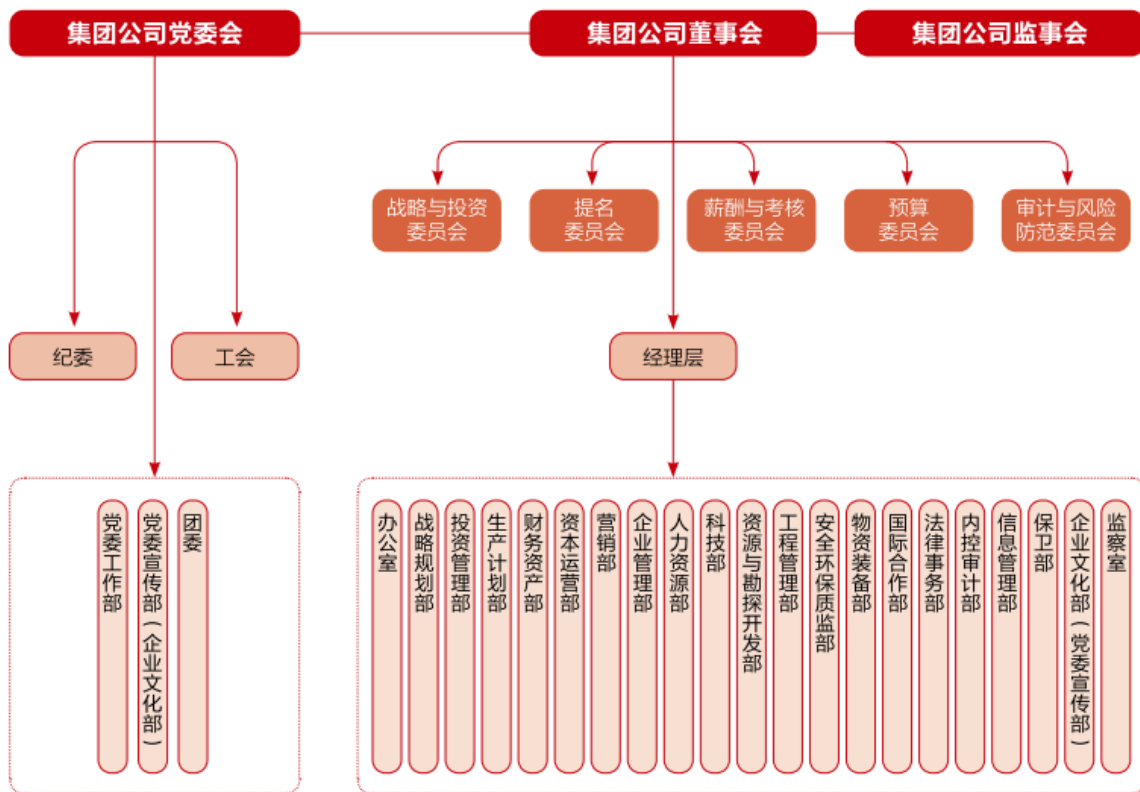 集团公司党委会
集团公司董事会
集团公司监事会
战略与投资
委员会
提名
委员会
薪酬与考核
委员会
预算
委员会
审计与风险
防范委员会
纪委
工会
经理层
党委工作部
党委宣传部(企业文化部)
团委
办公室
战略规划部
投资管理部
生产计划部
财务资产部
资本运营部
营销部
企业管理部
人力资源部
科技部
资源与勘探开发部
工程管理部
安全环保质监部
物资装备部
国际合作部
法律事务部
内控审计部
信息管理部
保卫部
企业文化部(党委宣传部)
监察室